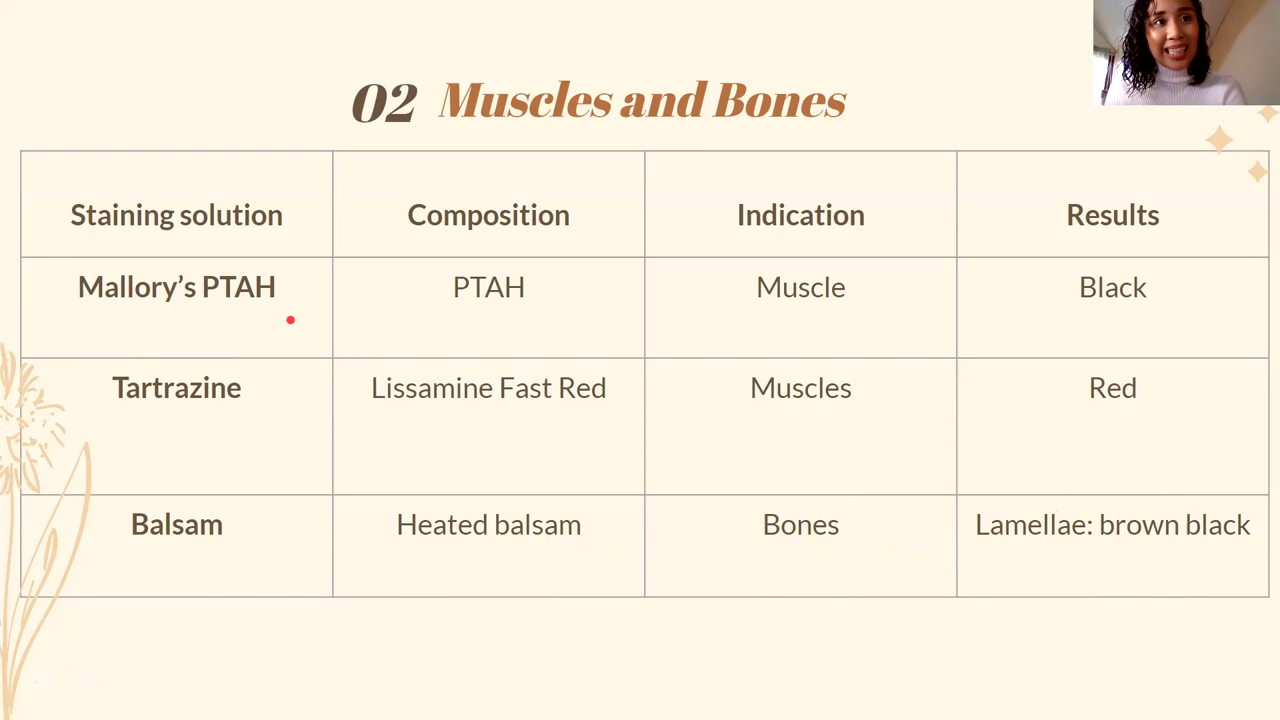 02 Muscles and Bones
Staining solution Composition Indication Results
Mallory’s PTAH PTAH Muscle Black
Tartrazine Lissamine Fast Red Muscles Red
Balsam Heated balsam Bones Lamellae: brown black